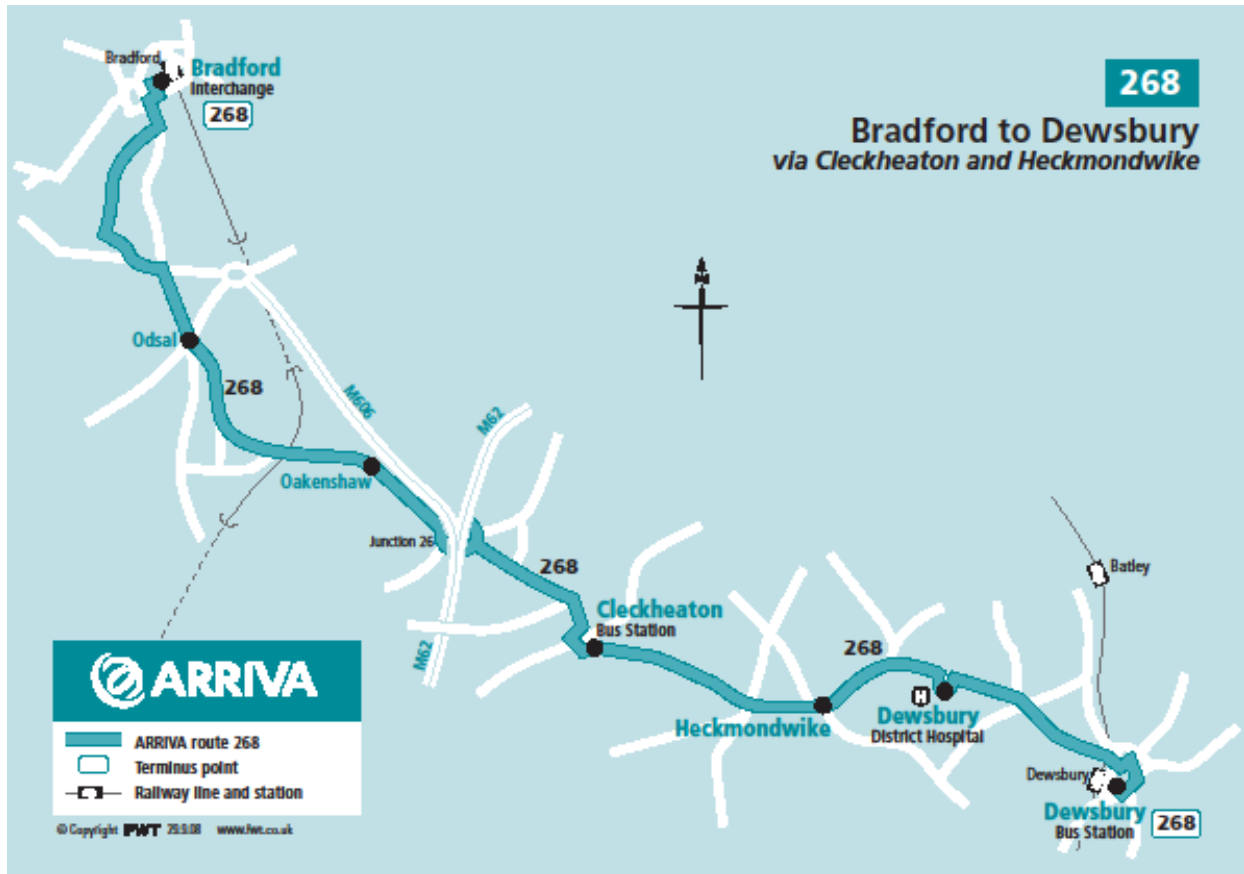 268
Bradford to Dewsbury
via Cleckheaton and Heckmondwike
Bradford
Bradford
Interchange
268
N
Odsal
268
M606
M62
Oakenshaw
Junction 26
268
M62
Cleckheaton
Bus Station
Heckmondwike
268
H
Dewsbury
District Hospital
Batley
Dewsbury
Dewsbury
Bus Station
268
ARRIVA
ARRIVA route 268
Terminus point
Railway line and station
© Copyright FWT 29.9.08 www.fwt.co.uk